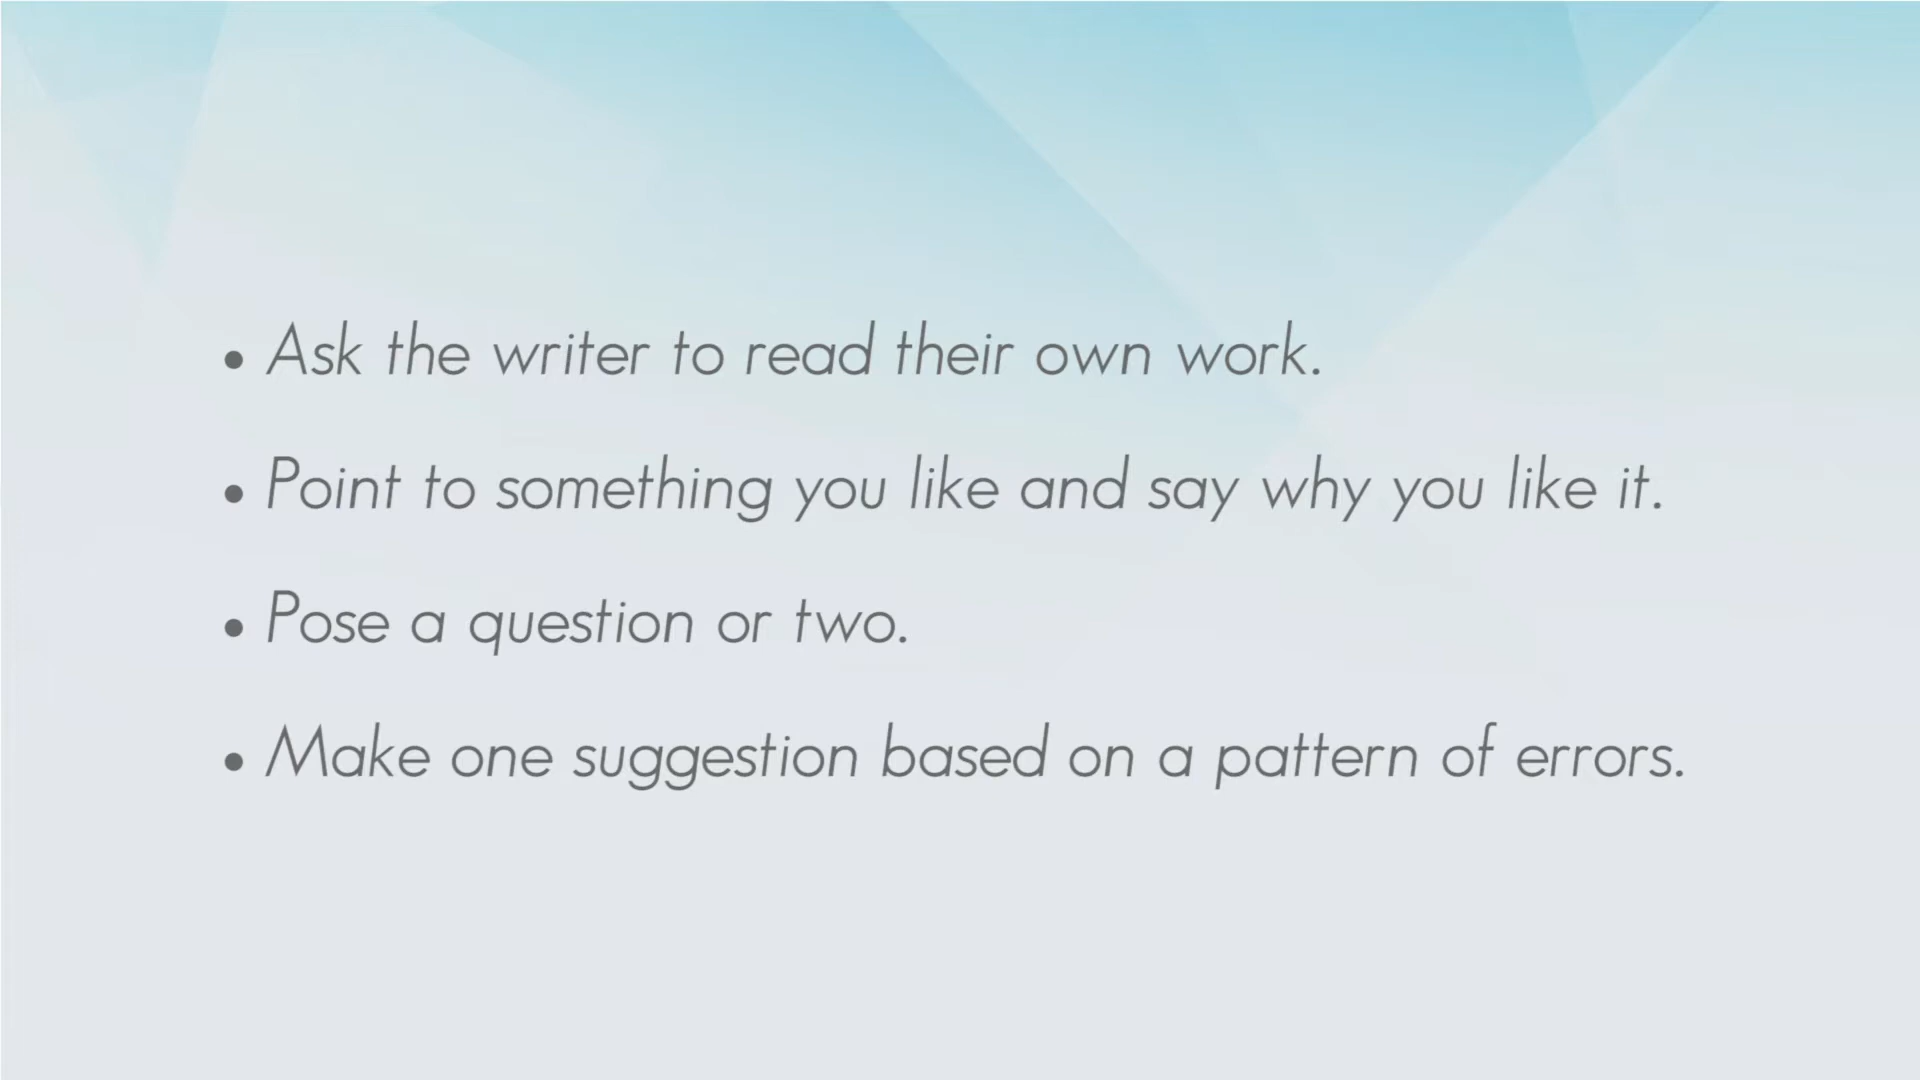 • Ask the writer to read their own work.
• Point to something you like and say why you like it.
• Pose a question or two.
• Make one suggestion based on a pattern of errors.